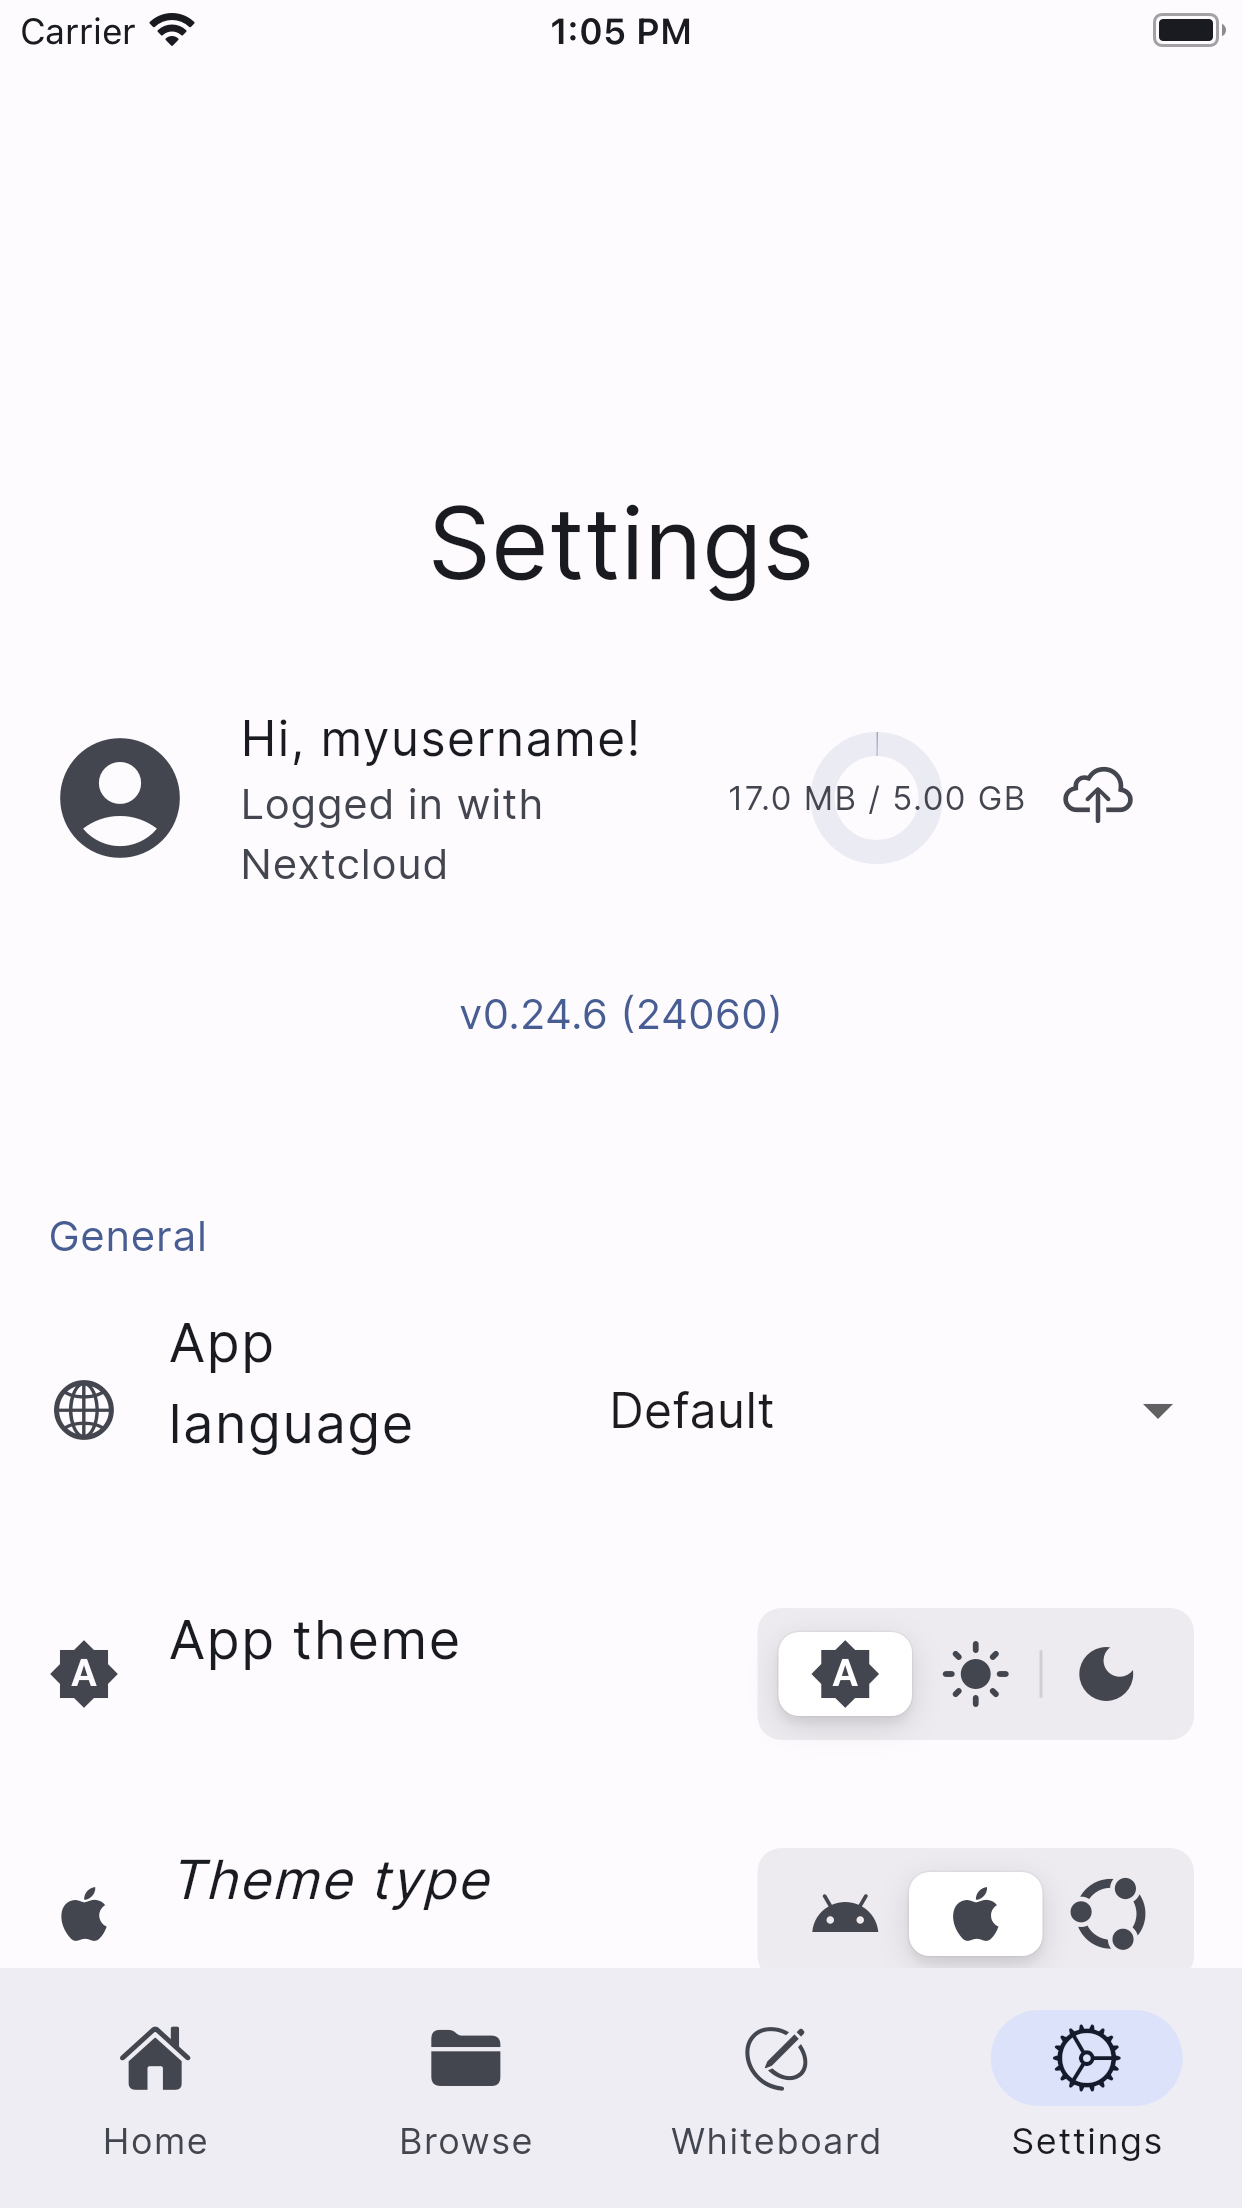 Carrier
1:05 PM
Settings
Hi, myusername!
Logged in with
Nextcloud
17.0 MB / 5.00 GB
v0.24.6 (24060)
General
App
language
Default
A
App theme
A
Theme type
Home
Browse
Whiteboard
Settings